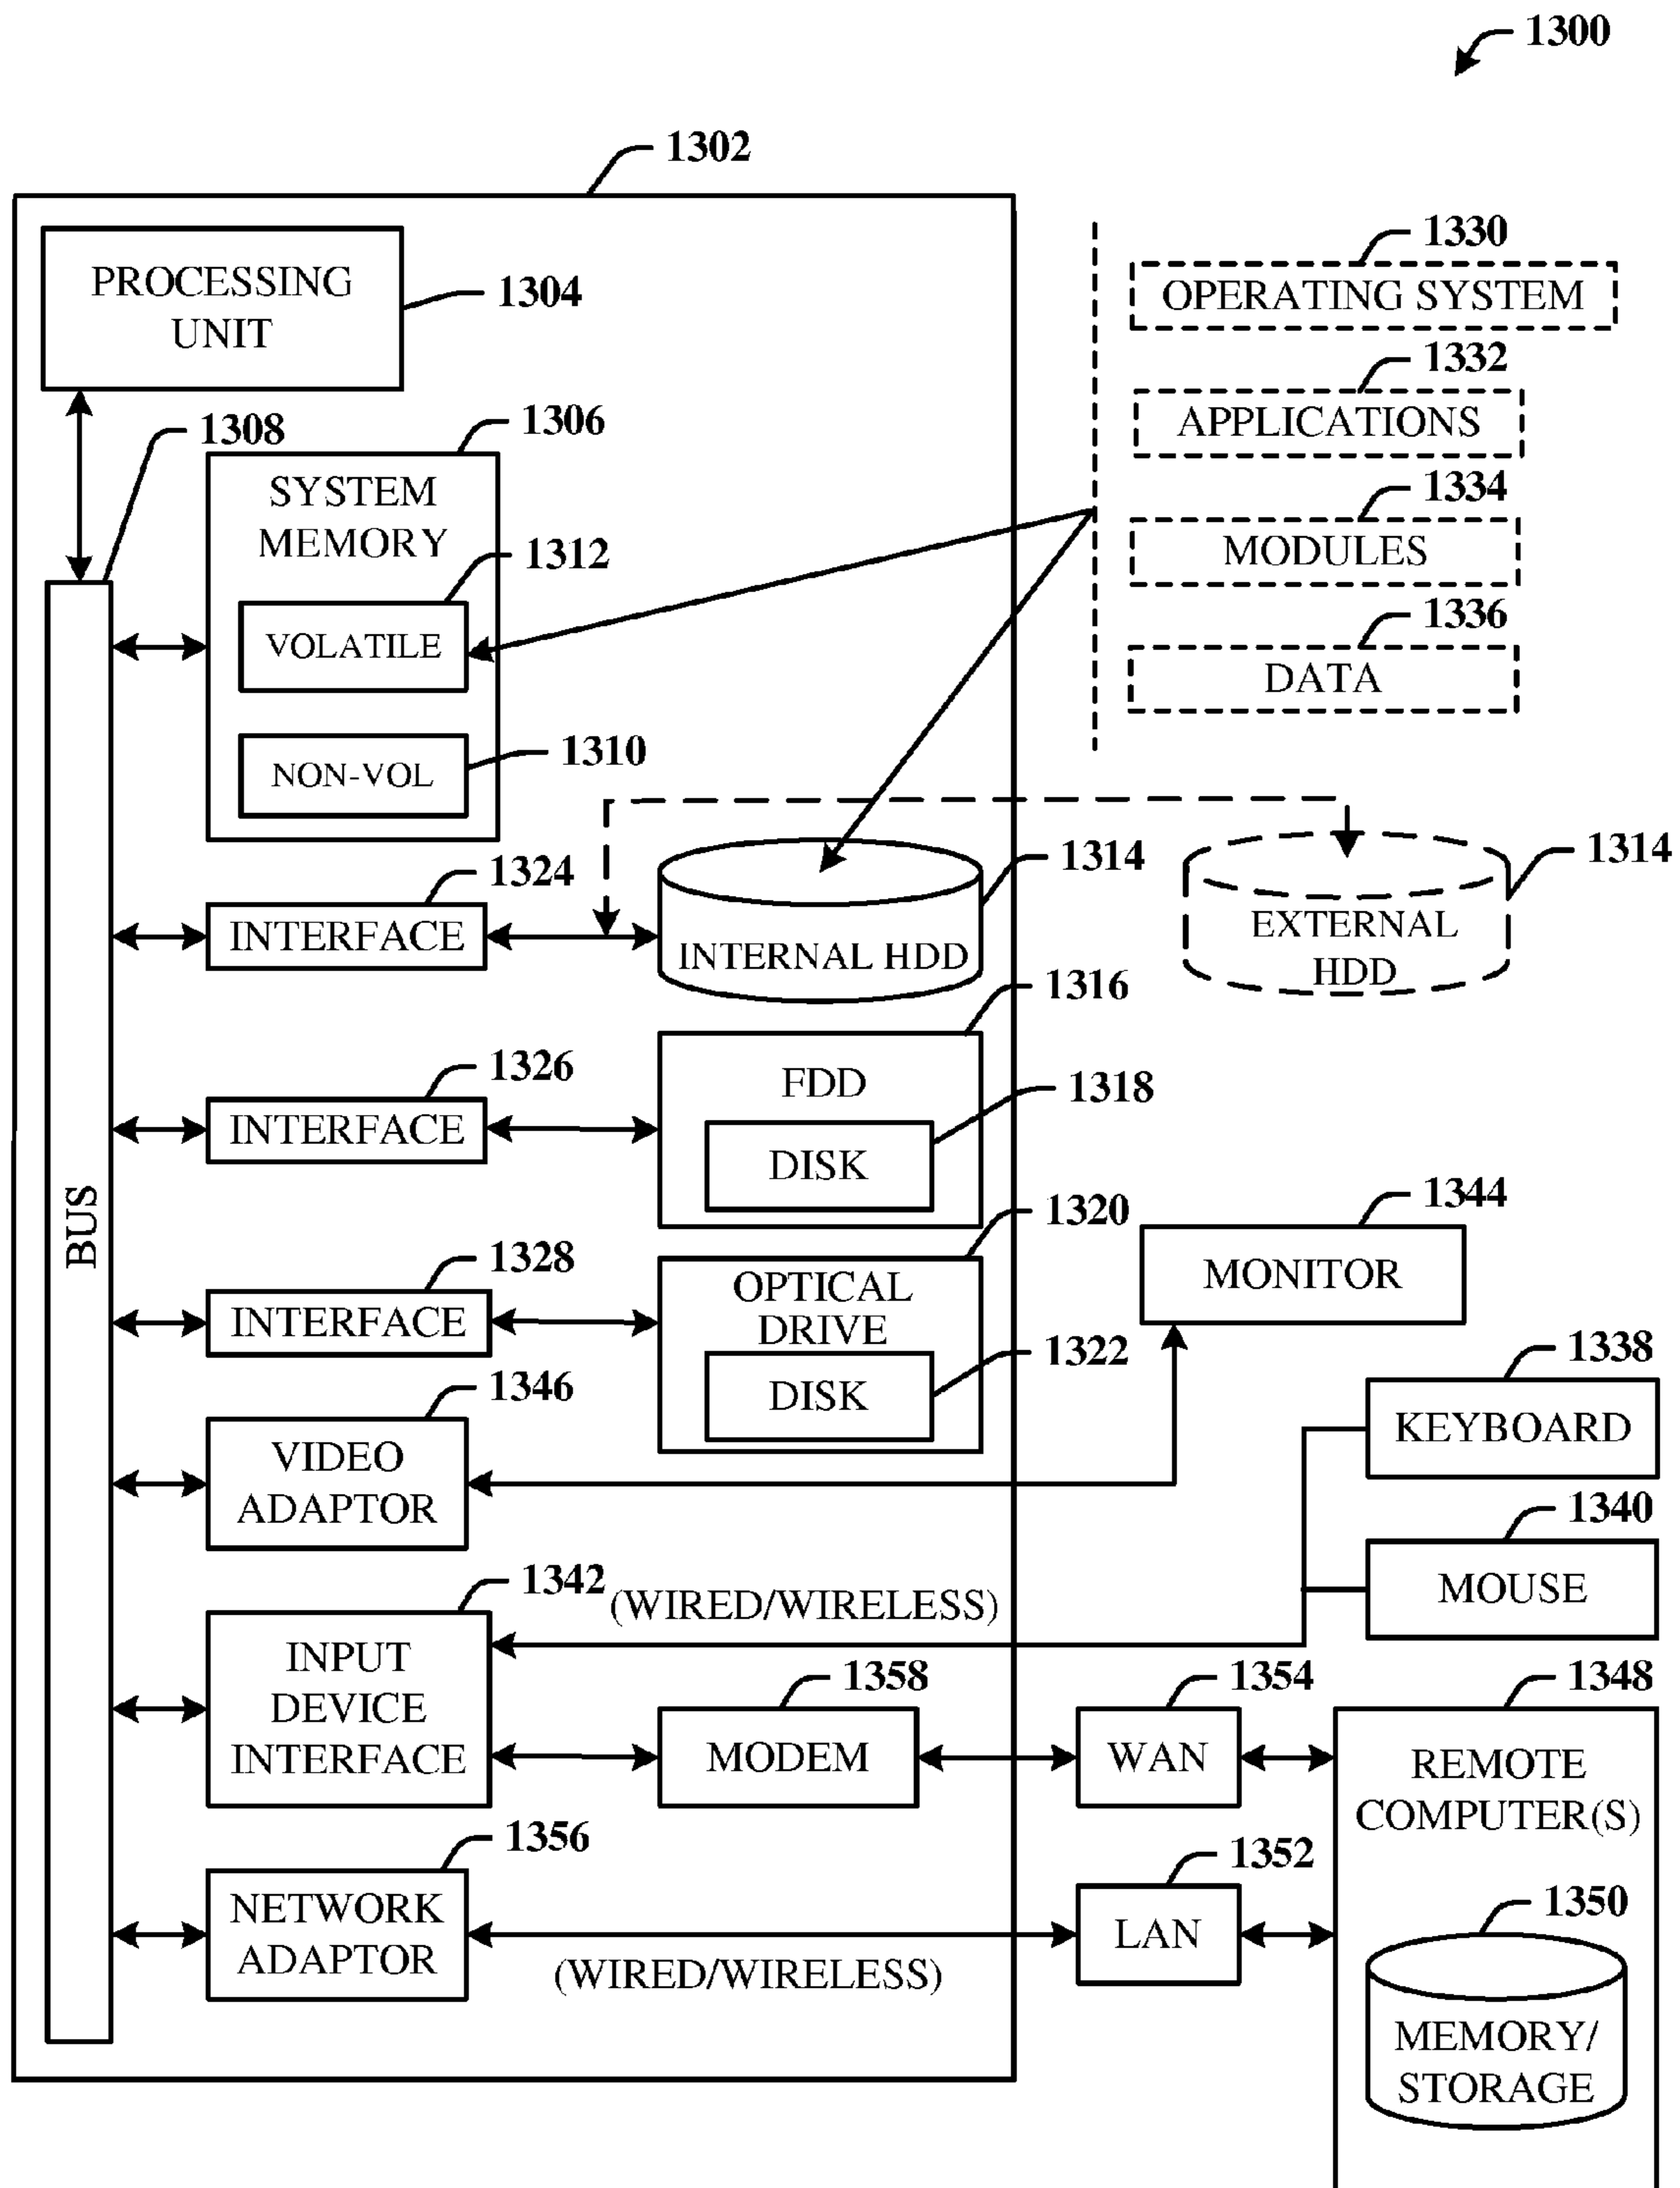 1300
1302
PROCESSING
UNIT
1304
1330
OPERATING SYSTEM
1332
APPLICATIONS
1334
MODULES
1336
DATA
1308
1306
SYSTEM
MEMORY
1312
VOLATILE
1310
NON-VOL
1324
INTERFACE
1314
INTERNAL HDD
1314
EXTERNAL
HDD
1326
INTERFACE
1316
FDD
1318
DISK
BUS
1328
INTERFACE
1320
OPTICAL
DRIVE
1322
DISK
1344
MONITOR
1346
VIDEO
ADAPTOR
1338
KEYBOARD
1340
MOUSE
1342
(WIRED/WIRELESS)
INPUT
DEVICE
INTERFACE
1358
MODEM
1354
WAN
1348
REMOTE
COMPUTER(S)
1356
NETWORK
ADAPTOR
(WIRED/WIRELESS)
1352
LAN
1350
MEMORY/
STORAGE